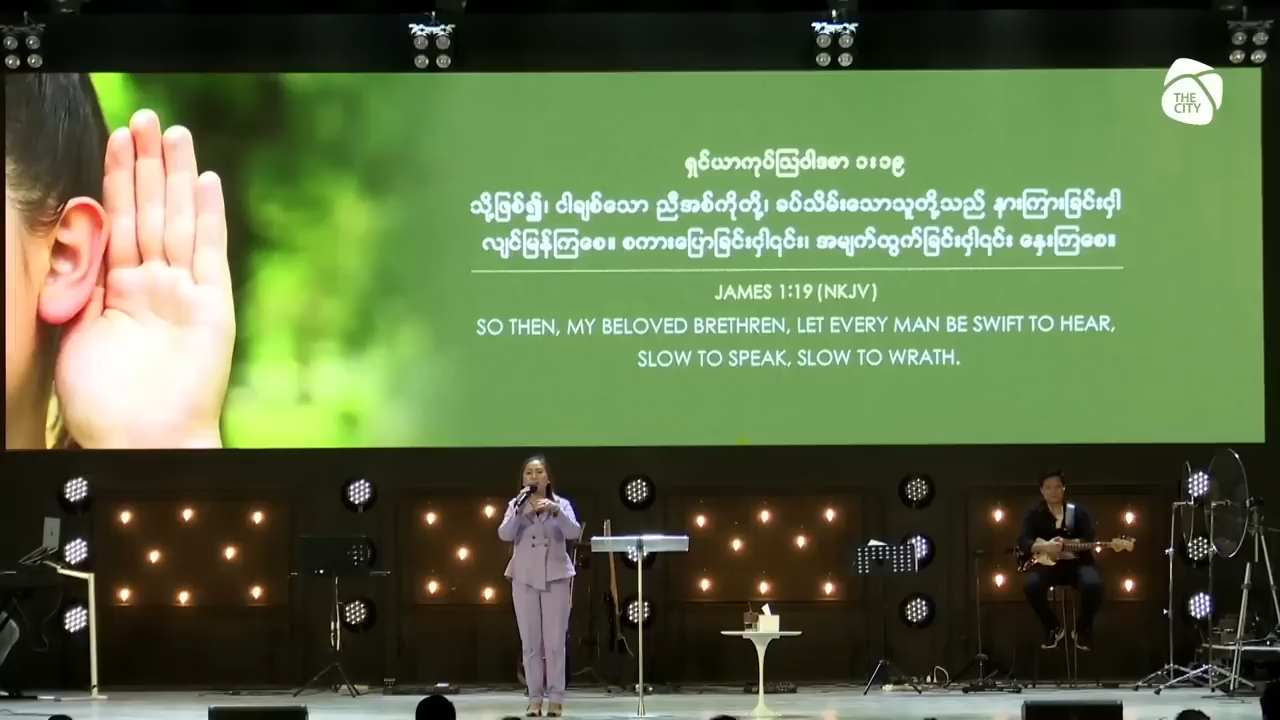 THE
CITY
ရှင်ယာကုပ်ဩဝါဒစာ ၁း၁၉
သို့ဖြစ်၍၊ ငါချစ်သော ညီအစ်ကိုတို့၊ ခပ်သိမ်းသောသူတို့သည် နားကြားခြင်းငှါ
လျင်မြန်ကြစေ။ စကားပြောခြင်းငှါ၎င်း၊ အမျက်ထွက်ခြင်းငှါ၎င်း နှေးကြစေ။
JAMES 1:19 (NKJV)
SO THEN, MY BELOVED BRETHREN, LET EVERY MAN BE SWIFT TO HEAR,
SLOW TO SPEAK, SLOW TO WRATH.